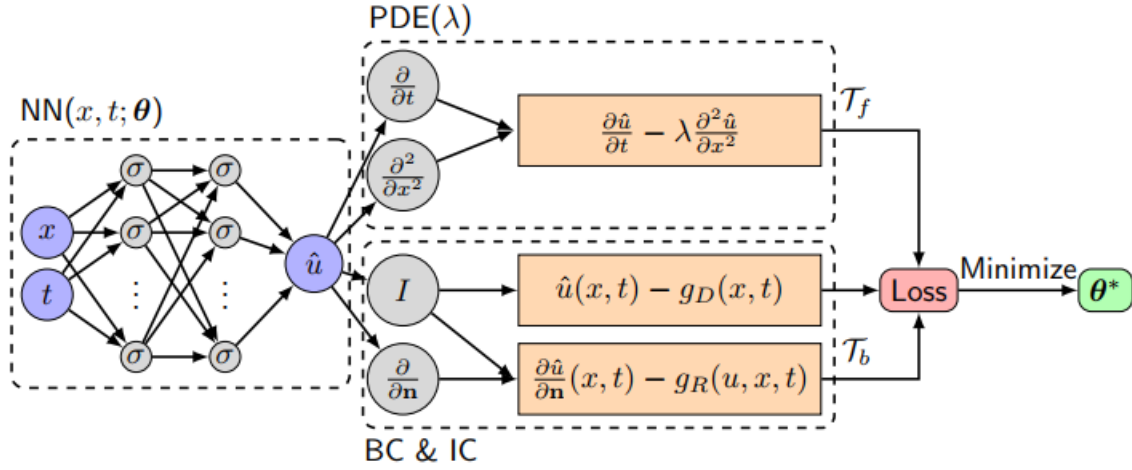 PDE(λ)
NN(x, t; θ)
x
t
σ
σ
⋮
σ
σ
σ
⋮
σ
û
∂/∂t
∂²/∂x²
∂û/∂t − λ ∂²û/∂x²
𝒯_f
I
∂/∂n
û(x, t) − g_D(x, t)
∂û/∂n (x, t) − g_R(u, x, t)
𝒯_b
BC & IC
Loss
Minimize
θ*